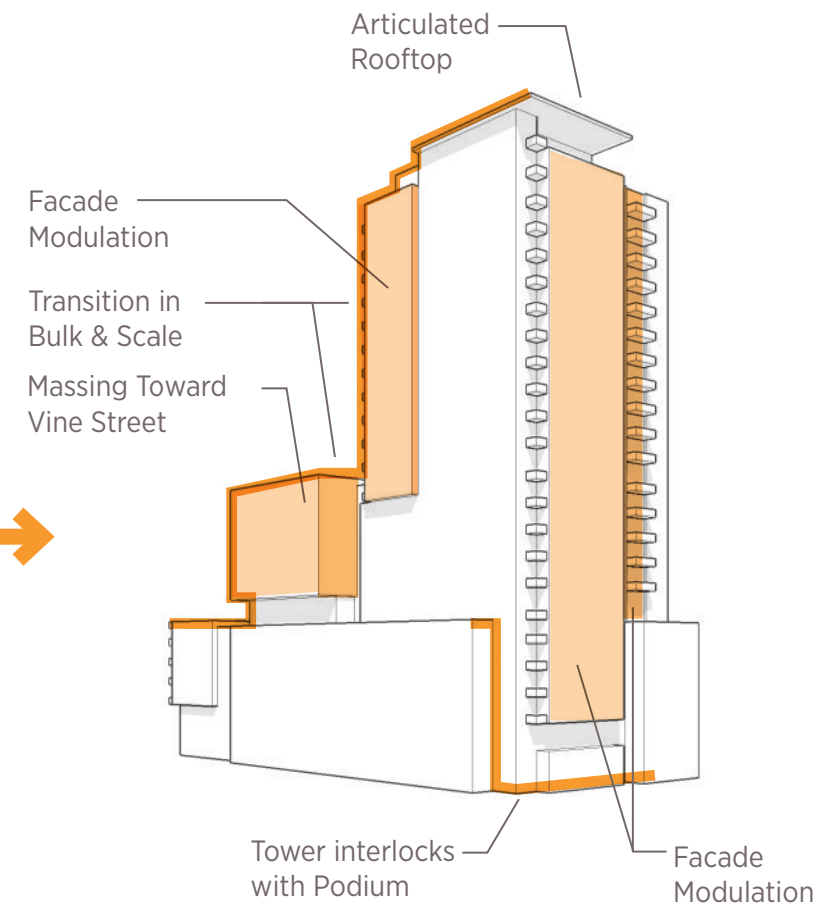 Articulated
Rooftop
Facade
Modulation
Transition in
Bulk & Scale
Massing Toward
Vine Street
Tower interlocks
with Podium
Facade
Modulation